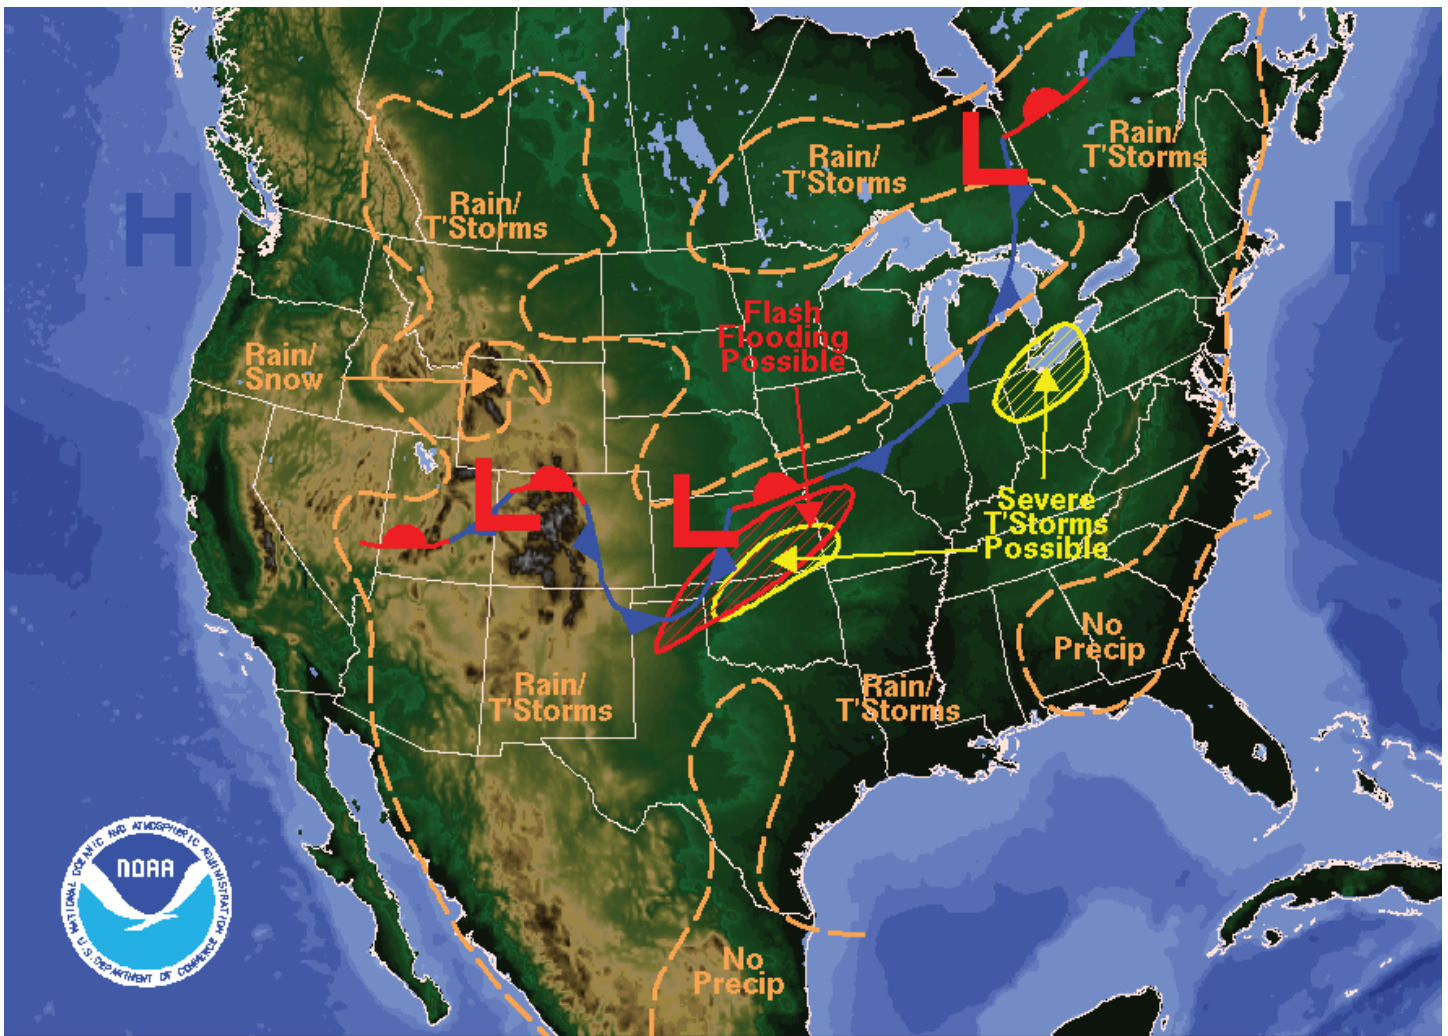 Rain/
T'Storms
Rain/
T'Storms
L
Rain/
T'Storms
H
H
Rain/
Snow
Flash
Flooding
Possible
L
L
Severe
T'Storms
Possible
No
Precip
Rain/
T'Storms
Rain/
T'Storms
No
Precip
NATIONAL OCEANIC AND ATMOSPHERIC ADMINISTRATION
NOAA
U.S. DEPARTMENT OF COMMERCE